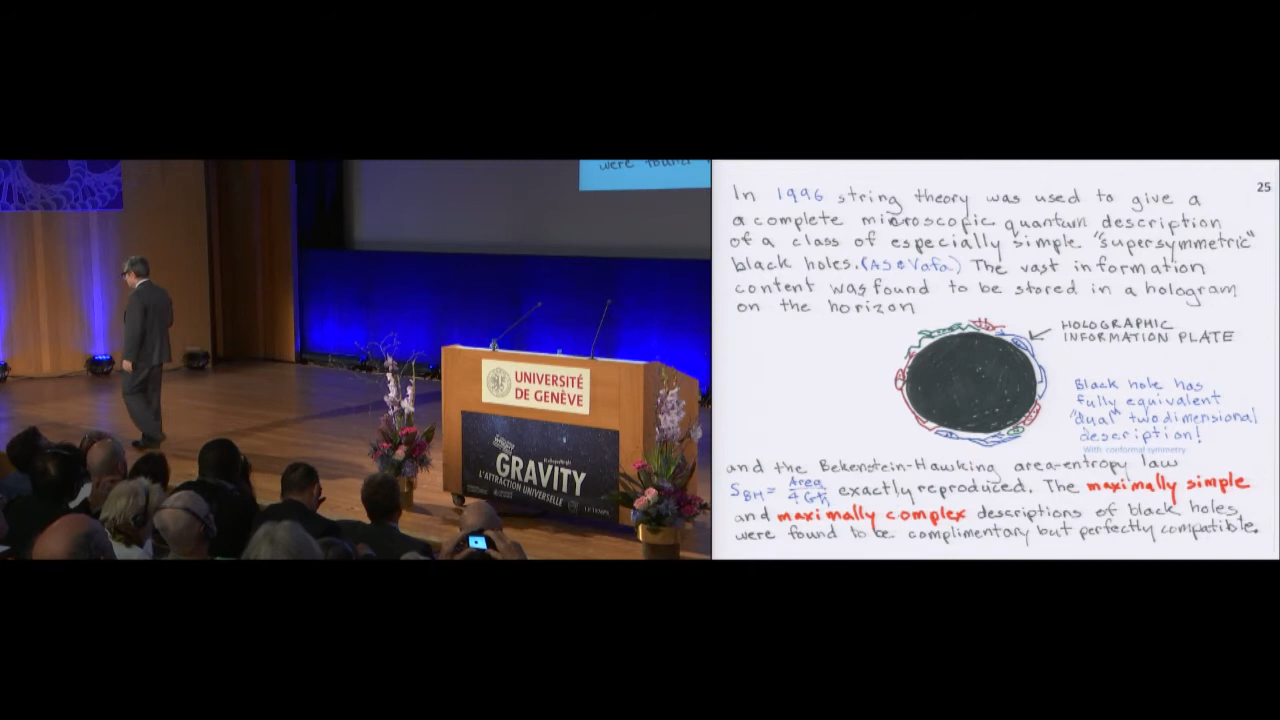 were found
UNIVERSITÉ
DE GENÈVE
GRAVITY
L'ATTRACTION UNIVERSELLE
LE TEMPS
25
In 1996 string theory was used to give a
a complete microscopic quantum description
of a class of especially simple "supersymmetric"
black holes. (AS & Vafa) The vast information
content was found to be stored in a hologram
on the horizon
HOLOGRAPHIC
INFORMATION PLATE
Black hole has
fully equivalent
"dual" two dimensional
description!
With conformal symmetry
and the Bekenstein-Hawking area-entropy law
S_BH = Area/4Għ exactly reproduced. The maximally simple
and maximally complex descriptions of black holes
were found to be complimentary but perfectly compatible.